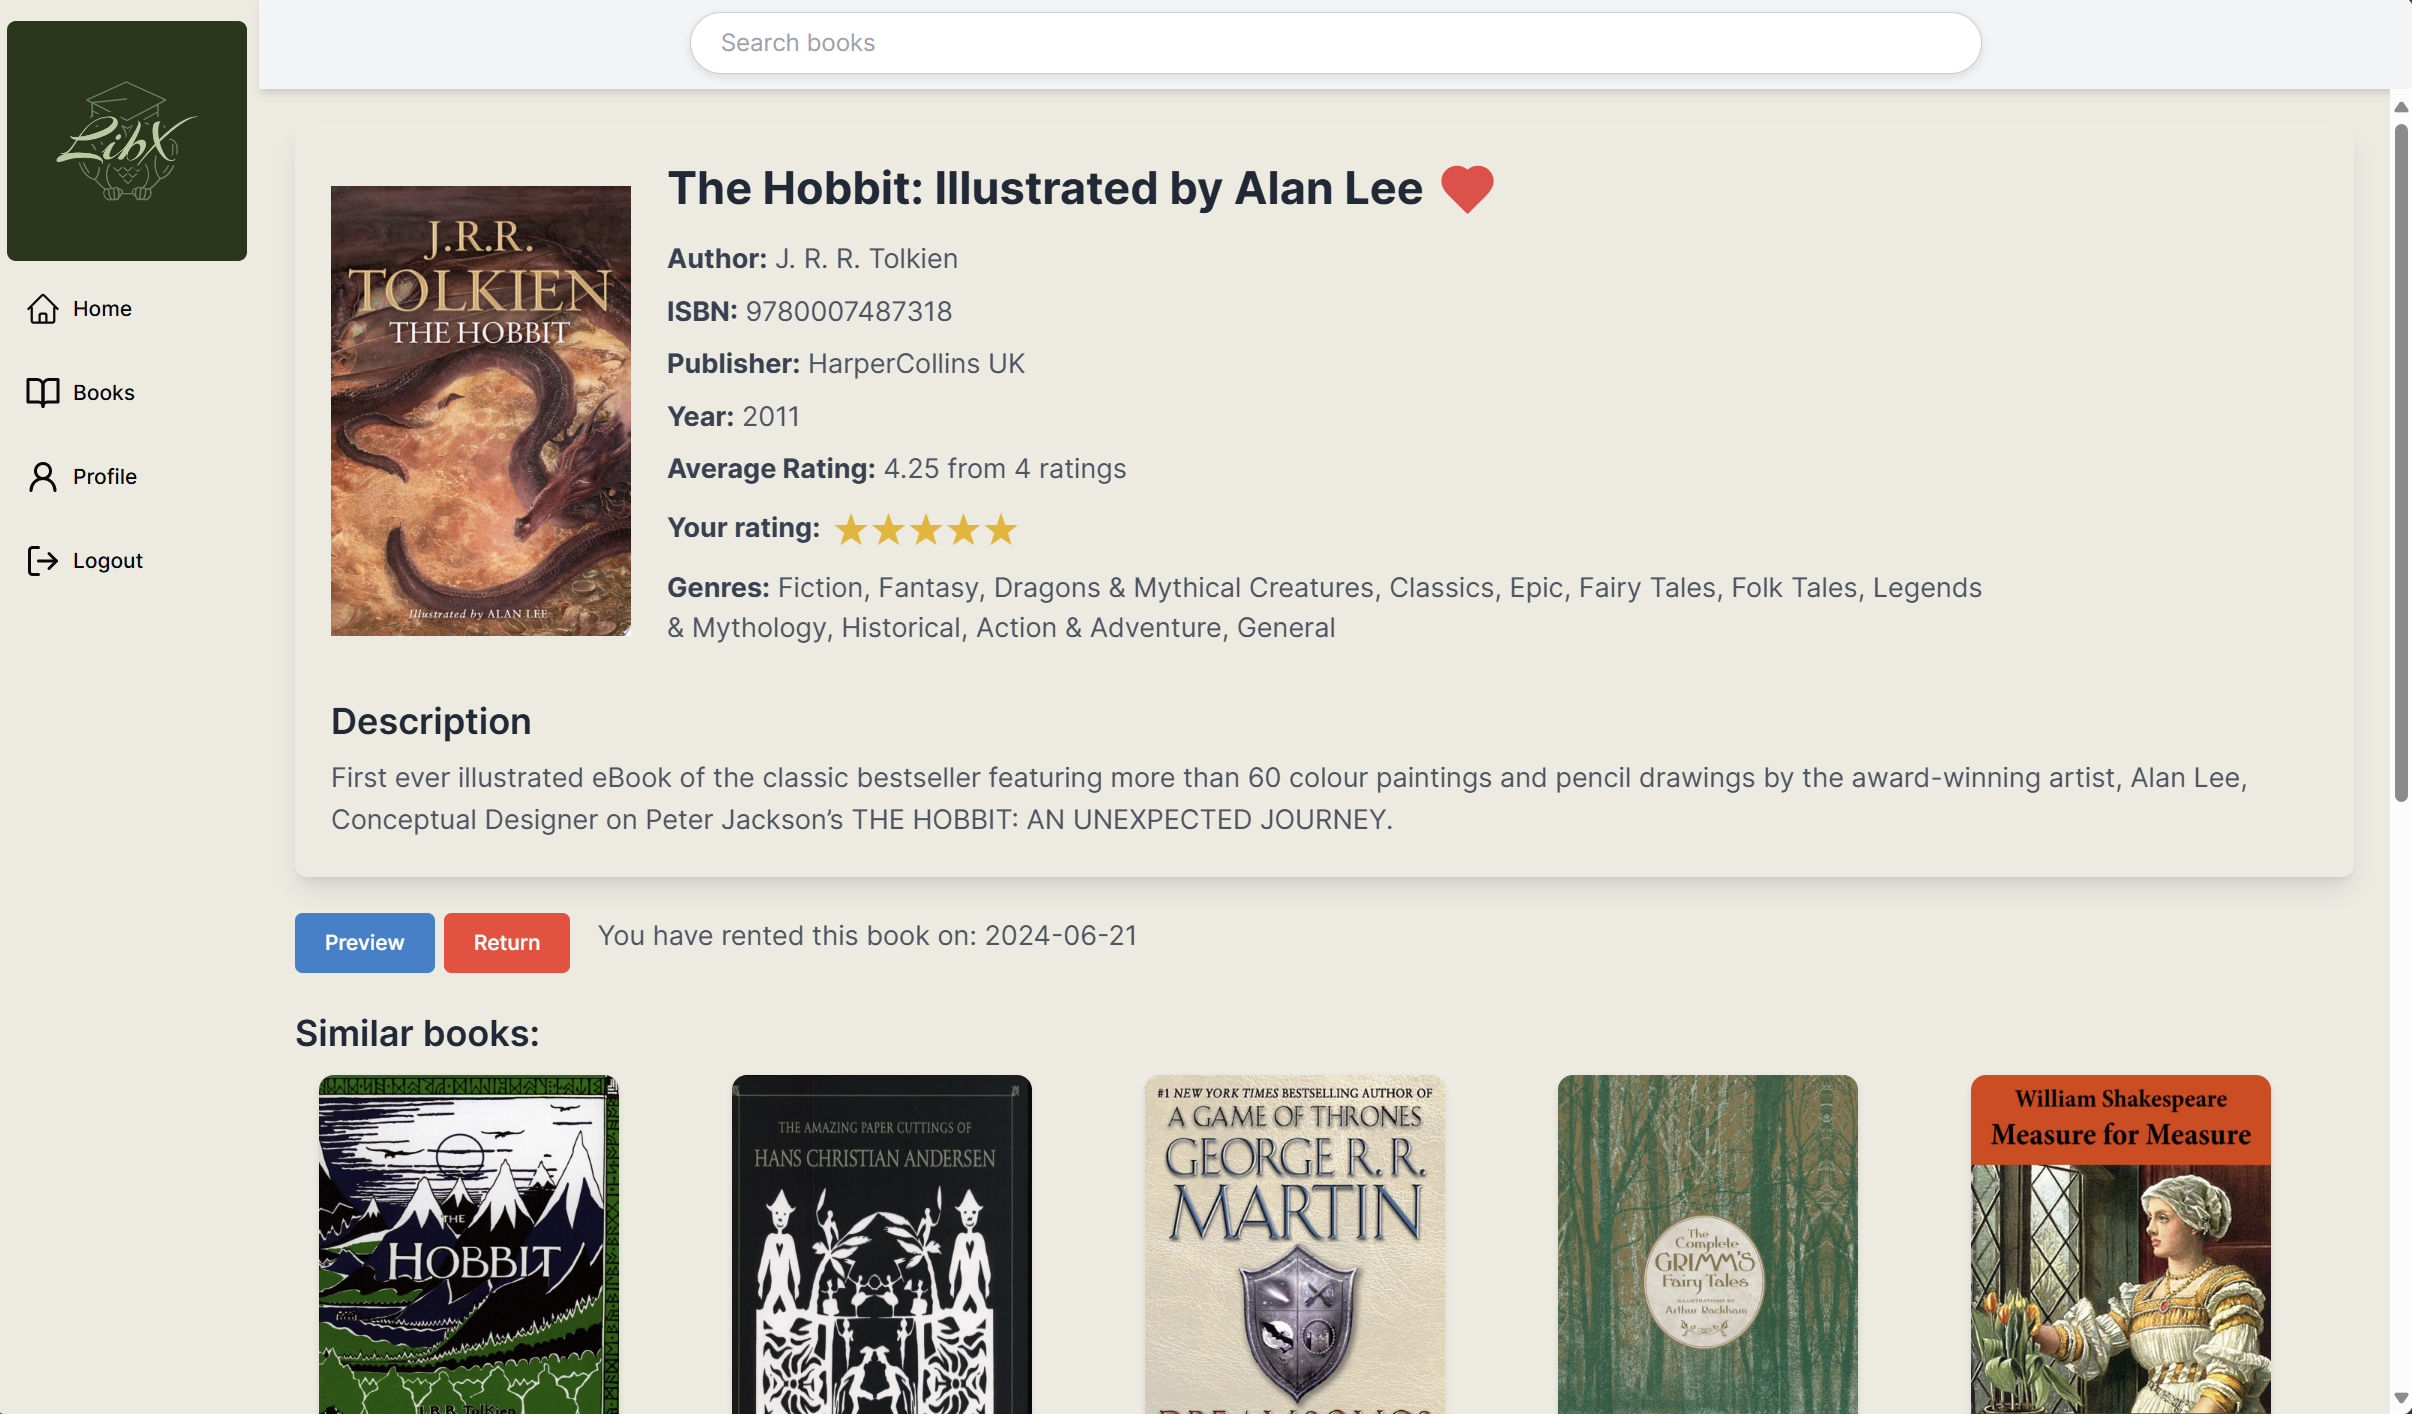 LibX
Search books
Home
Books
Profile
Logout
J.R.R.
TOLKIEN
THE HOBBIT
Illustrated by ALAN LEE
The Hobbit: Illustrated by Alan Lee
Author: J. R. R. Tolkien
ISBN: 9780007487318
Publisher: HarperCollins UK
Year: 2011
Average Rating: 4.25 from 4 ratings
Your rating:
Genres: Fiction, Fantasy, Dragons & Mythical Creatures, Classics, Epic, Fairy Tales, Folk Tales, Legends
& Mythology, Historical, Action & Adventure, General
Description
First ever illustrated eBook of the classic bestseller featuring more than 60 colour paintings and pencil drawings by the award-winning artist, Alan Lee,
Conceptual Designer on Peter Jackson’s THE HOBBIT: AN UNEXPECTED JOURNEY.
Preview
Return
You have rented this book on: 2024-06-21
Similar books:
THE
HOBBIT
J.R.R. Tolkien
THE AMAZING PAPER CUTTINGS OF
HANS CHRISTIAN ANDERSEN
#1 NEW YORK TIMES BESTSELLING AUTHOR OF
A GAME OF THRONES
GEORGE R. R.
MARTIN
The
Complete
GRIMM'S
Fairy Tales
ILLUSTRATIONS BY
Arthur Rackham
William Shakespeare
Measure for Measure